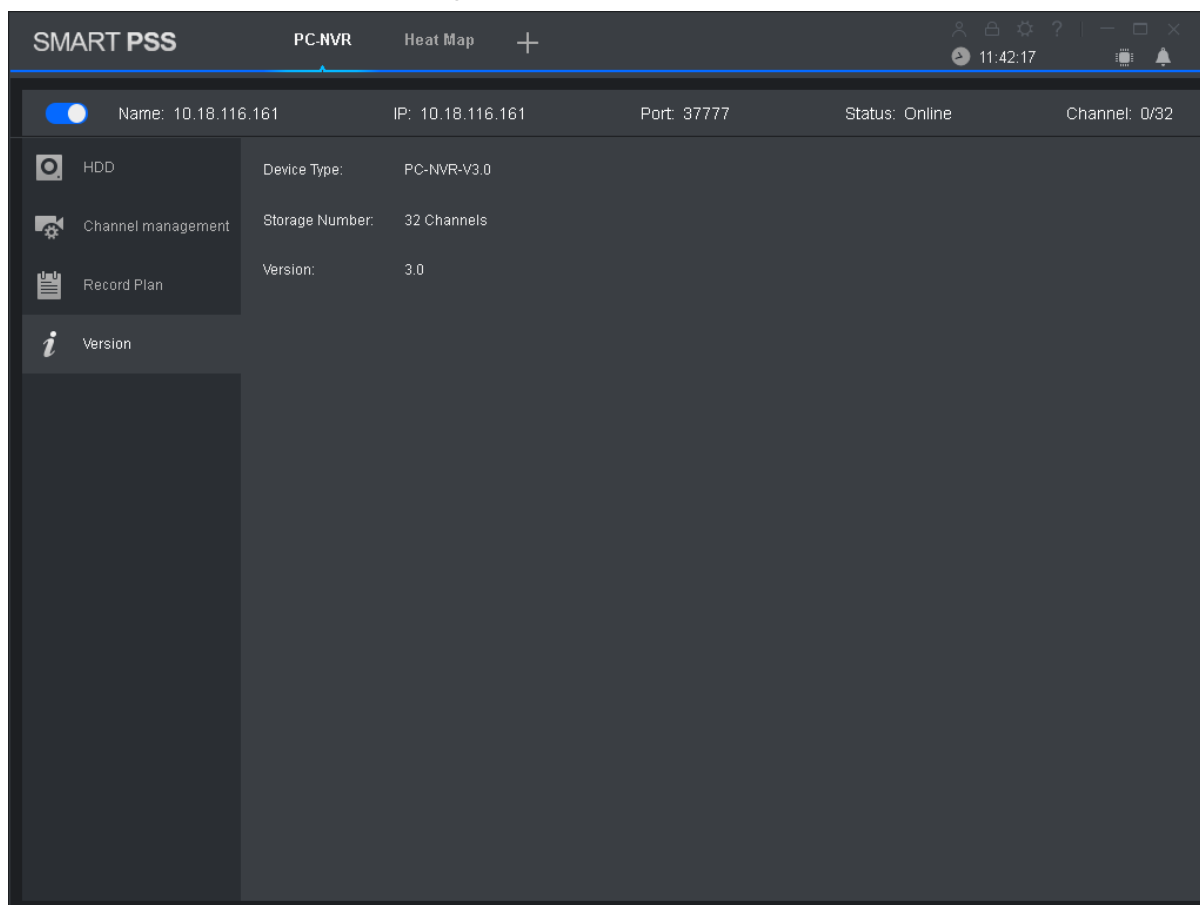 SMART PSS PC-NVR Heat Map
11:42:17
Name: 10.18.116.161 IP: 10.18.116.161 Port: 37777 Status: Online Channel: 0/32
HDD
Channel management
Record Plan
Version
Device Type: PC-NVR-V3.0
Storage Number: 32 Channels
Version: 3.0